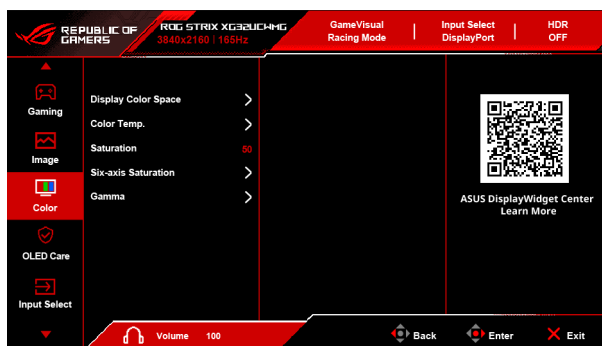 REPUBLIC OF
GAMERS
ROG STRIX XG32UCWMG
3840x2160 | 165Hz
GameVisual
Racing Mode
Input Select
DisplayPort
HDR
OFF
Gaming
Image
Color
OLED Care
Input Select
Display Color Space
Color Temp.
Saturation 50
Six-axis Saturation
Gamma
ASUS DisplayWidget Center
Learn More
Volume 100
Back
Enter
Exit